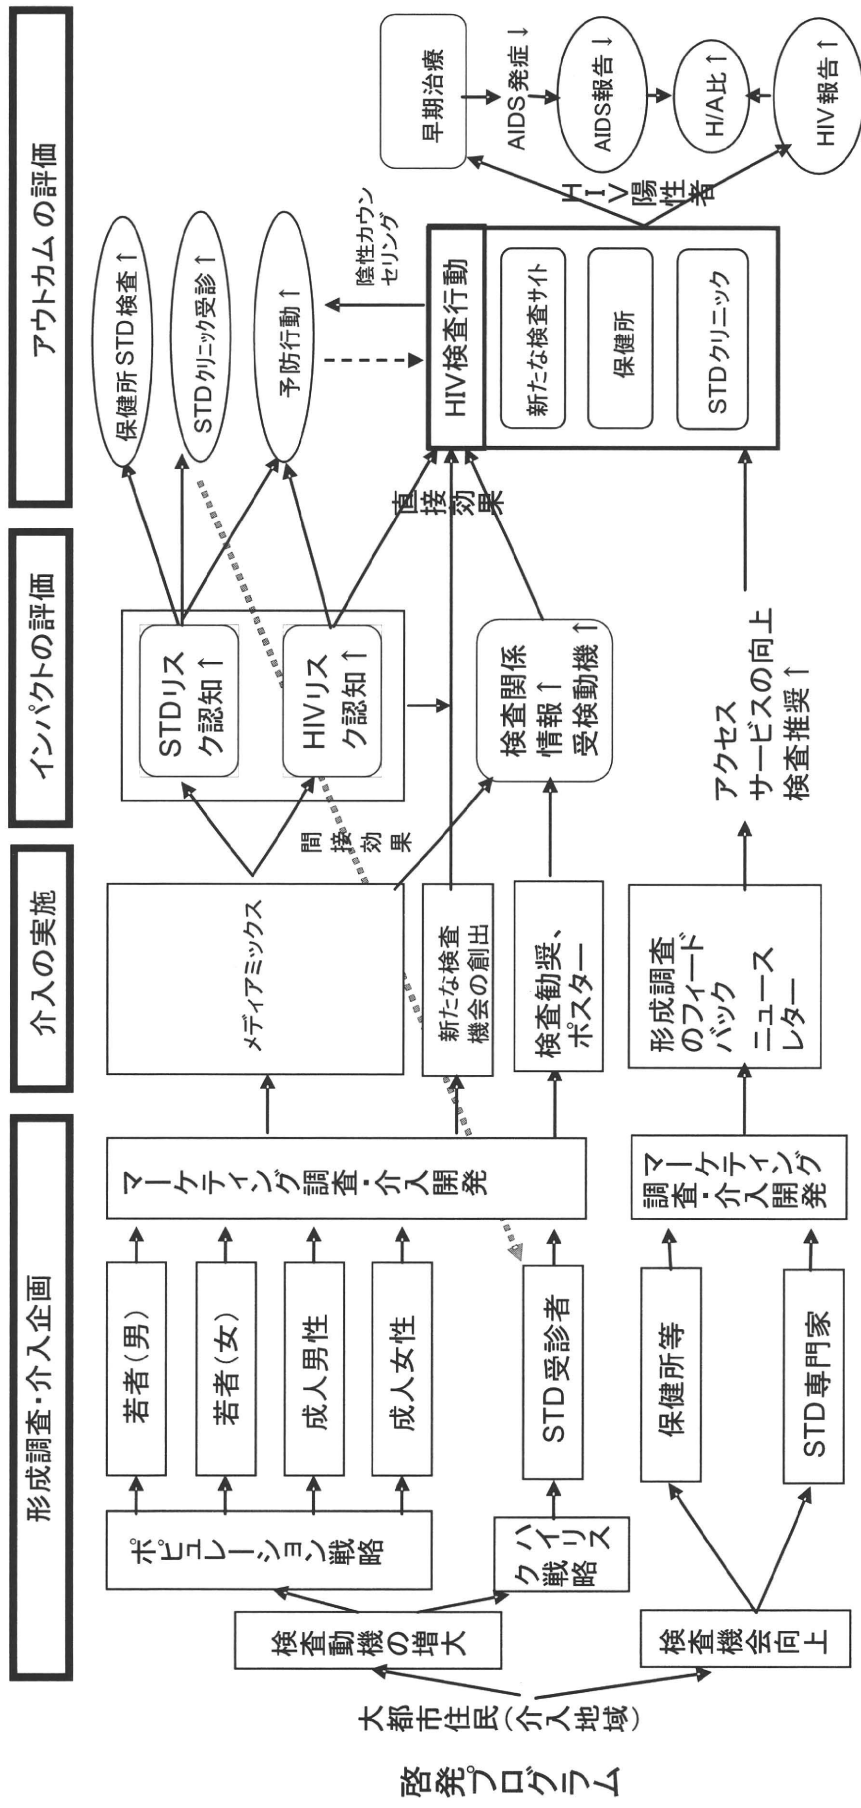 啓発プログラム
大都市住民(介入地域)
形成調査・介入企画
介入の実施
インパクトの評価
アウトカムの評価
検査動機の増大
検査機会向上
ポピュレーション戦略
ハイリス
ク戦略
若者(男)
若者(女)
成人男性
成人女性
STD受診者
保健所等
STD専門家
マーケティング調査・介入開発
マーケティング
調査・介入開発
メディアミックス
新たな検査
機会の創出
検査勧奨、
ポスター
形成調査
のフィード
バック
ニュース
レター
間接効果
STDリス
ク認知↑
HIVリス
ク認知↑
検査関係
情報↑
受検動機↑
アクセス
サービスの向上
検査推奨↑
直接効果
保健所STD検査↑
STDクリニック受診↑
予防行動↑
陰性カウン
セリング
HIV検査行動
新たな検査サイト
保健所
STDクリニック
HIV陽性者
早期治療
AIDS発症↓
AIDS報告↓
H/A比↑
HIV報告↑